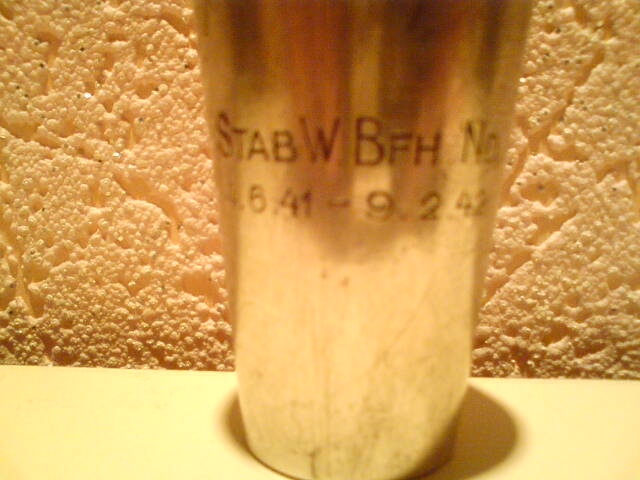 STAB W. BFH. NO
.6.41 - 9.2.42